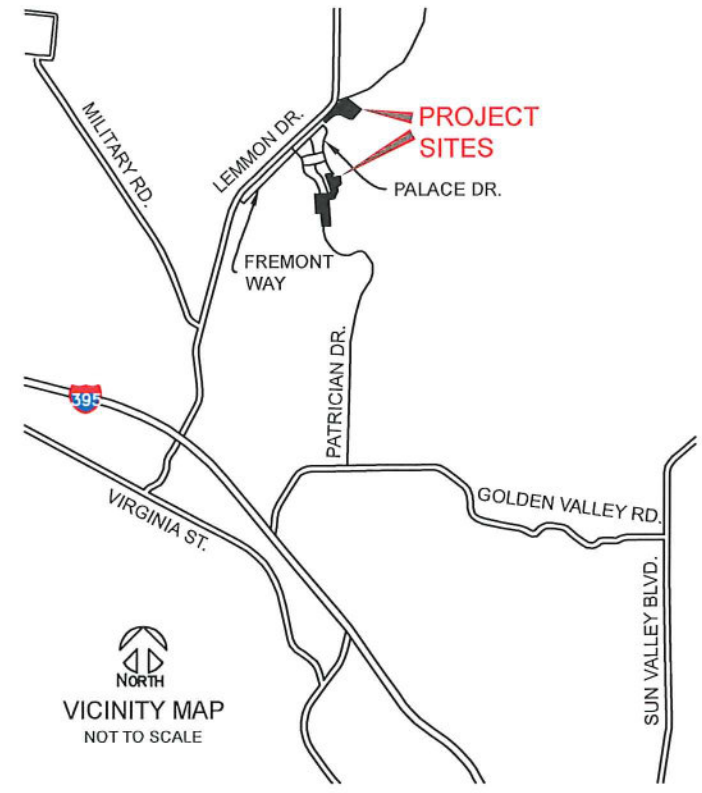 MILITARY RD.
LEMMON DR.
PROJECT
SITES
PALACE DR.
FREMONT
WAY
395
PATRICIAN DR.
VIRGINIA ST.
GOLDEN VALLEY RD.
SUN VALLEY BLVD.
NORTH
VICINITY MAP
NOT TO SCALE